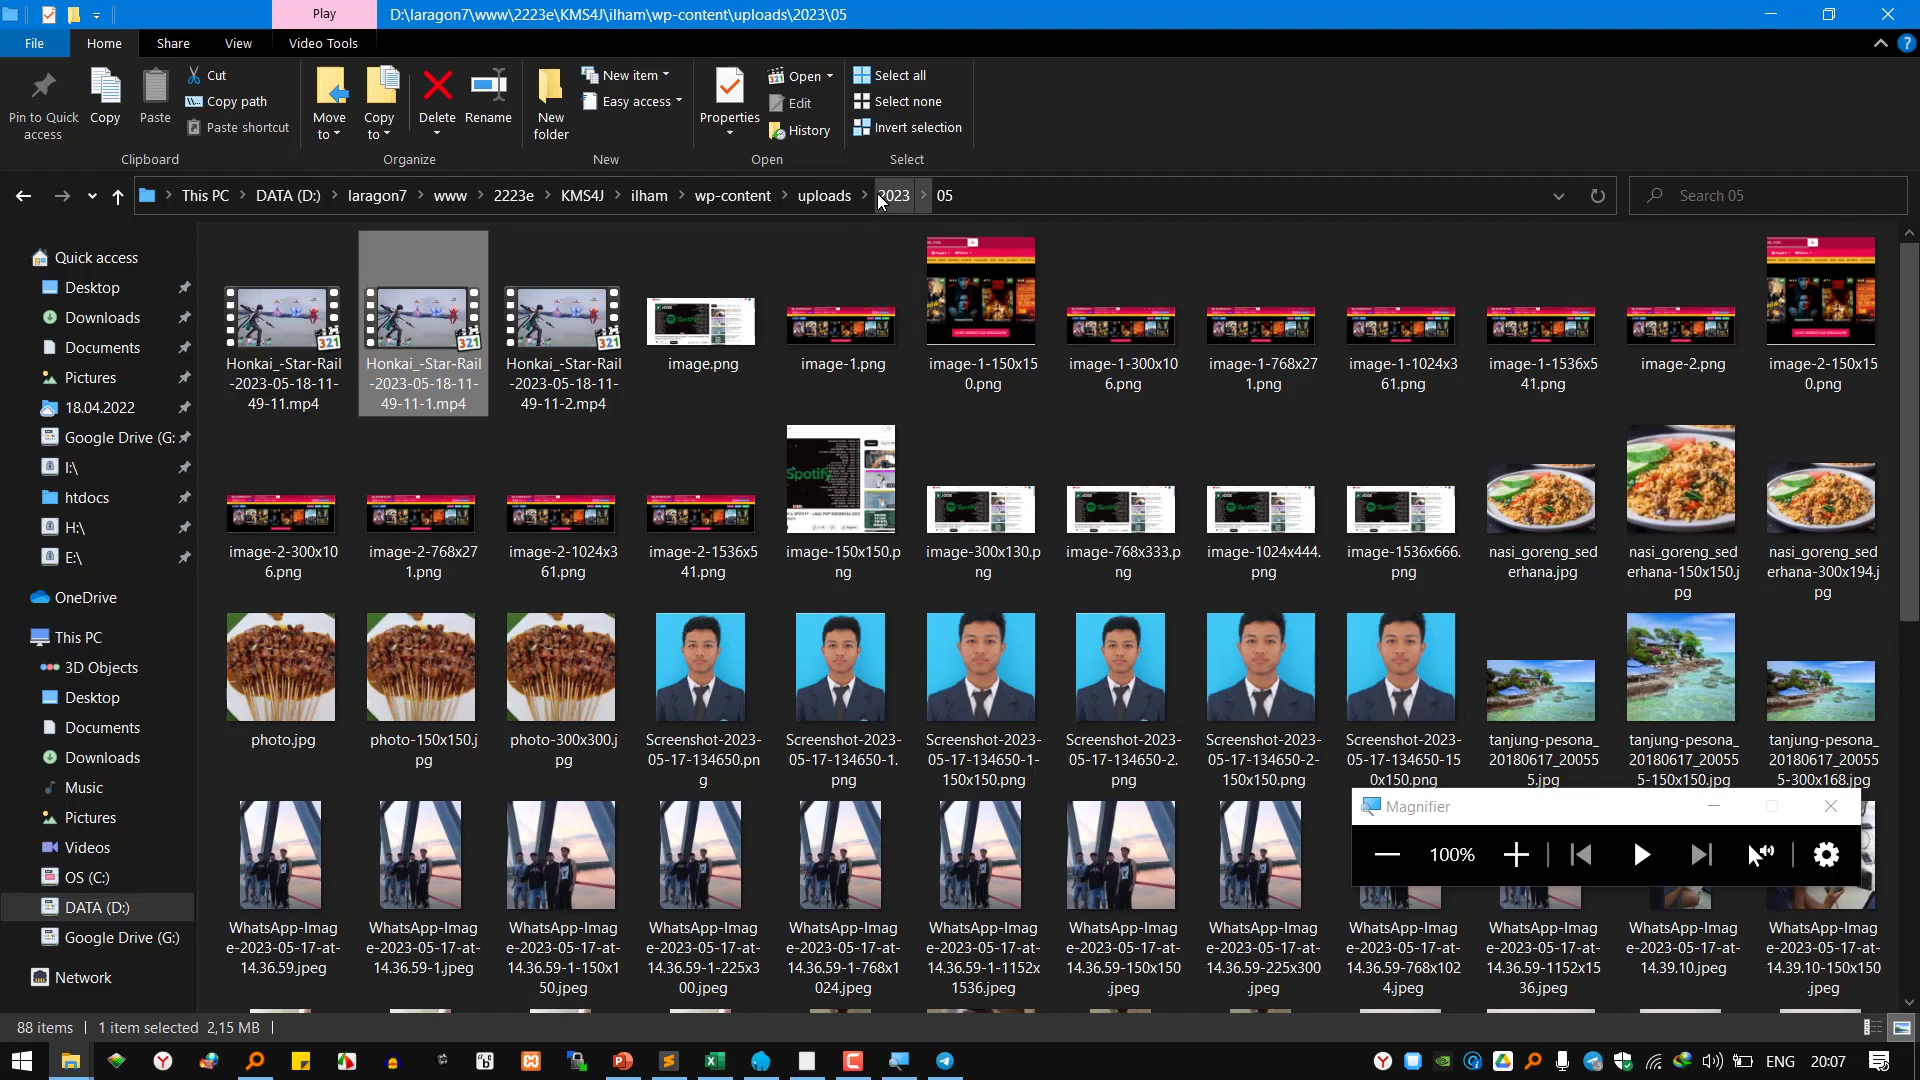 Play
D:\laragon7\www\2223e\KMS4J\ilham\wp-content\uploads\2023\05
File
Home
Share
View
Video Tools
Pin to Quick access
Copy
Paste
Cut
Copy path
Paste shortcut
Clipboard
Move to
Copy to
Delete
Rename
Organize
New folder
New item
Easy access
New
Properties
Open
Edit
History
Open
Select all
Select none
Invert selection
Select
This PC
DATA (D:)
laragon7
www
2223e
KMS4J
ilham
wp-content
uploads
2023
05
Search 05
Quick access
Desktop
Downloads
Documents
Pictures
18.04.2022
Google Drive (G:
I:\
htdocs
H:\
E:\
OneDrive
This PC
3D Objects
Desktop
Documents
Downloads
Music
Pictures
Videos
OS (C:)
DATA (D:)
Google Drive (G:)
Network
Honkai_-Star-Rail-2023-05-18-11-49-11.mp4
Honkai_-Star-Rail-2023-05-18-11-49-11-1.mp4
Honkai_-Star-Rail-2023-05-18-11-49-11-2.mp4
image.png
image-1.png
image-1-150x150.png
image-1-300x106.png
image-1-768x271.png
image-1-1024x361.png
image-1-1536x541.png
image-2.png
image-2-150x150.png
image-2-300x106.png
image-2-768x271.png
image-2-1024x361.png
image-2-1536x541.png
Spotify
image-150x150.png
image-300x130.png
image-768x333.png
image-1024x444.png
image-1536x666.png
nasi_goreng_sederhana.jpg
nasi_goreng_sederhana-150x150.jpg
nasi_goreng_sederhana-300x194.jpg
photo.jpg
photo-150x150.jpg
photo-300x300.jpg
Screenshot-2023-05-17-134650.png
Screenshot-2023-05-17-134650-1.png
Screenshot-2023-05-17-134650-1-150x150.png
Screenshot-2023-05-17-134650-2.png
Screenshot-2023-05-17-134650-2-150x150.png
Screenshot-2023-05-17-134650-150x150.png
tanjung-pesona_20180617_200555.jpg
tanjung-pesona_20180617_200555-150x150.jpg
tanjung-pesona_20180617_200555-300x168.jpg
Magnifier
100%
WhatsApp-Image-2023-05-17-at-14.36.59.jpeg
WhatsApp-Image-2023-05-17-at-14.36.59-1.jpeg
WhatsApp-Image-2023-05-17-at-14.36.59-1-150x150.jpeg
WhatsApp-Image-2023-05-17-at-14.36.59-1-225x300.jpeg
WhatsApp-Image-2023-05-17-at-14.36.59-1-768x1024.jpeg
WhatsApp-Image-2023-05-17-at-14.36.59-1-1152x1536.jpeg
WhatsApp-Image-2023-05-17-at-14.36.59-150x150.jpeg
WhatsApp-Image-2023-05-17-at-14.36.59-225x300.jpeg
WhatsApp-Image-2023-05-17-at-14.36.59-768x1024.jpeg
WhatsApp-Image-2023-05-17-at-14.36.59-1152x1536.jpeg
WhatsApp-Image-2023-05-17-at-14.39.10.jpeg
WhatsApp-Image-2023-05-17-at-14.39.10-150x150.jpeg
88 items
1 item selected 2,15 MB
ENG
20:07